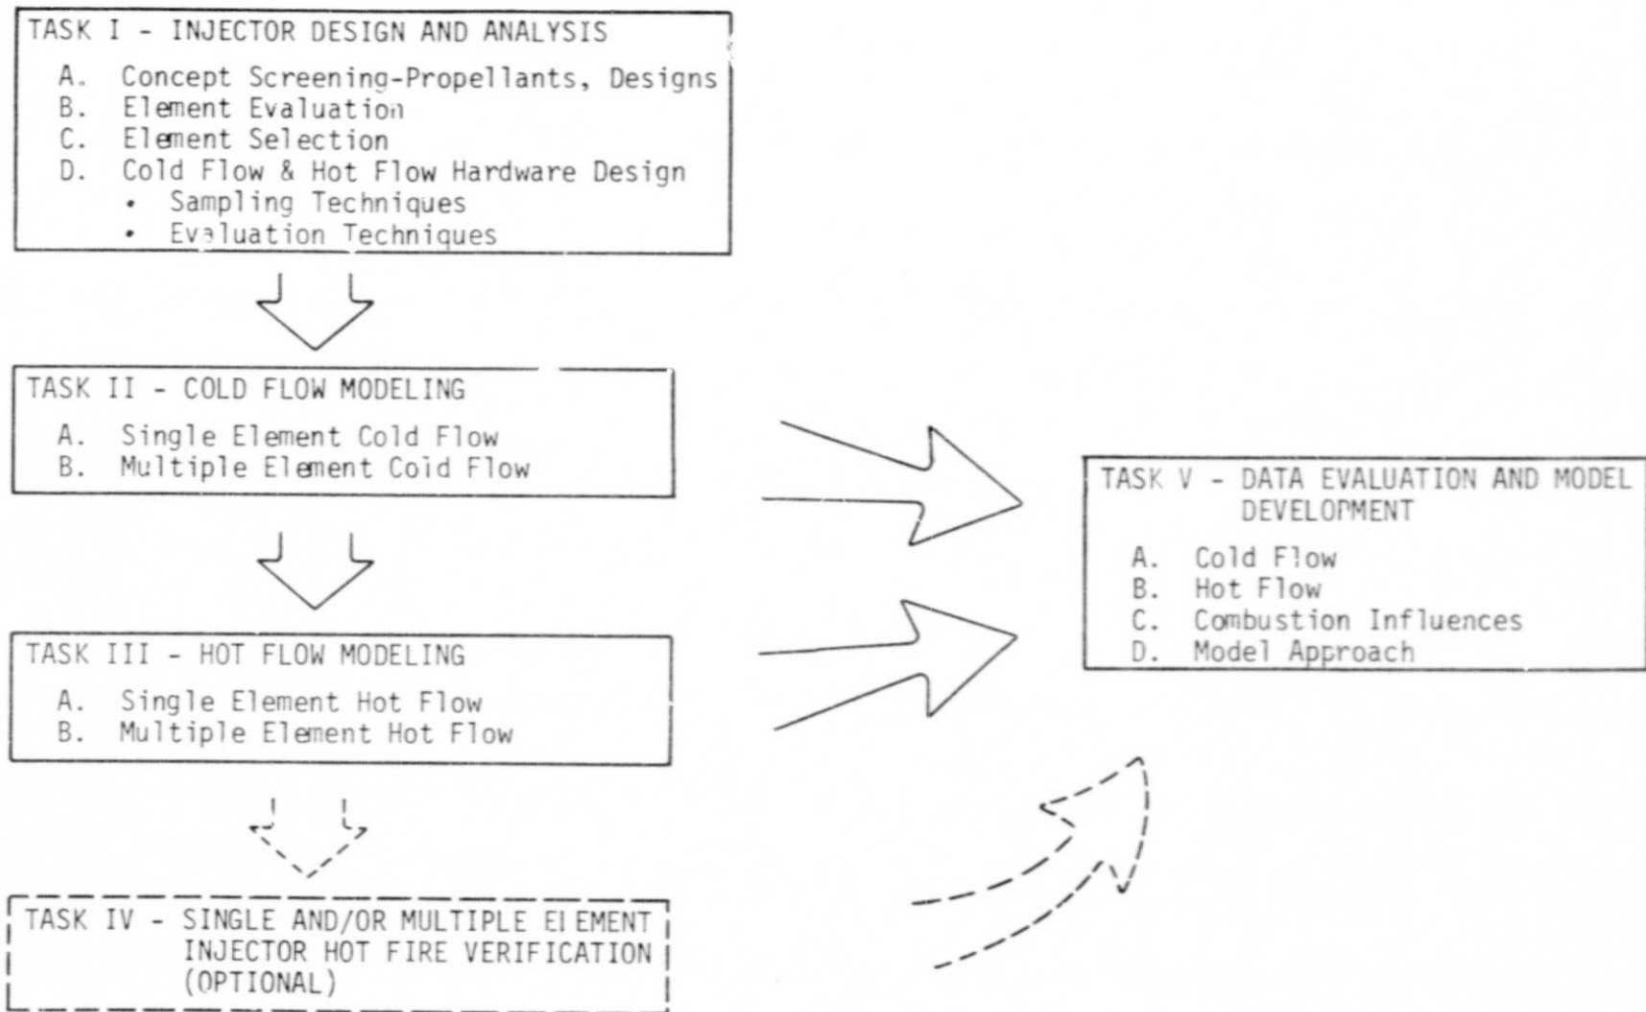 TASK I - INJECTOR DESIGN AND ANALYSIS
A. Concept Screening-Propellants, Designs
B. Element Evaluation
C. Element Selection
D. Cold Flow & Hot Flow Hardware Design
• Sampling Techniques
• Evaluation Techniques
TASK II - COLD FLOW MODELING
A. Single Element Cold Flow
B. Multiple Element Cold Flow
TASK III - HOT FLOW MODELING
A. Single Element Hot Flow
B. Multiple Element Hot Flow
TASK IV - SINGLE AND/OR MULTIPLE ELEMENT
INJECTOR HOT FIRE VERIFICATION
(OPTIONAL)
TASK V - DATA EVALUATION AND MODEL
DEVELOPMENT
A. Cold Flow
B. Hot Flow
C. Combustion Influences
D. Model Approach